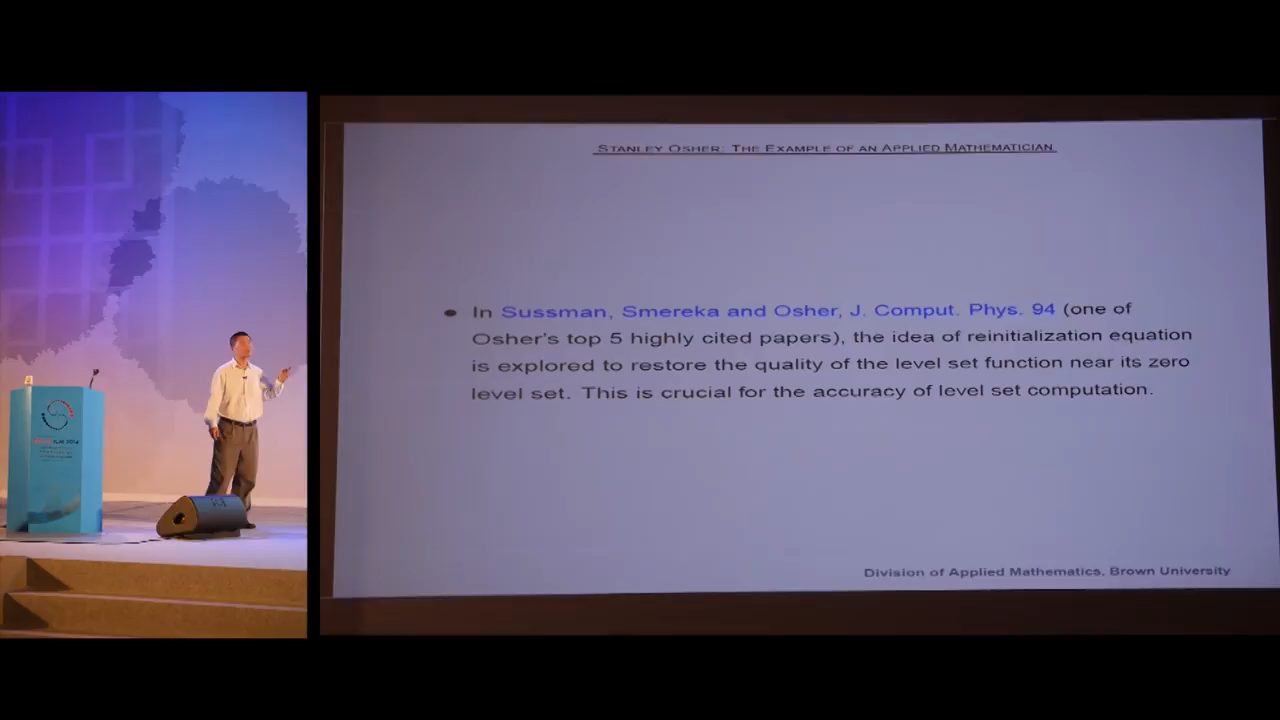 STANLEY OSHER: THE EXAMPLE OF AN APPLIED MATHEMATICIAN
● In Sussman, Smereka and Osher, J. Comput. Phys. 94 (one of
Osher's top 5 highly cited papers), the idea of reinitialization equation
is explored to restore the quality of the level set function near its zero
level set. This is crucial for the accuracy of level set computation.
Division of Applied Mathematics, Brown University